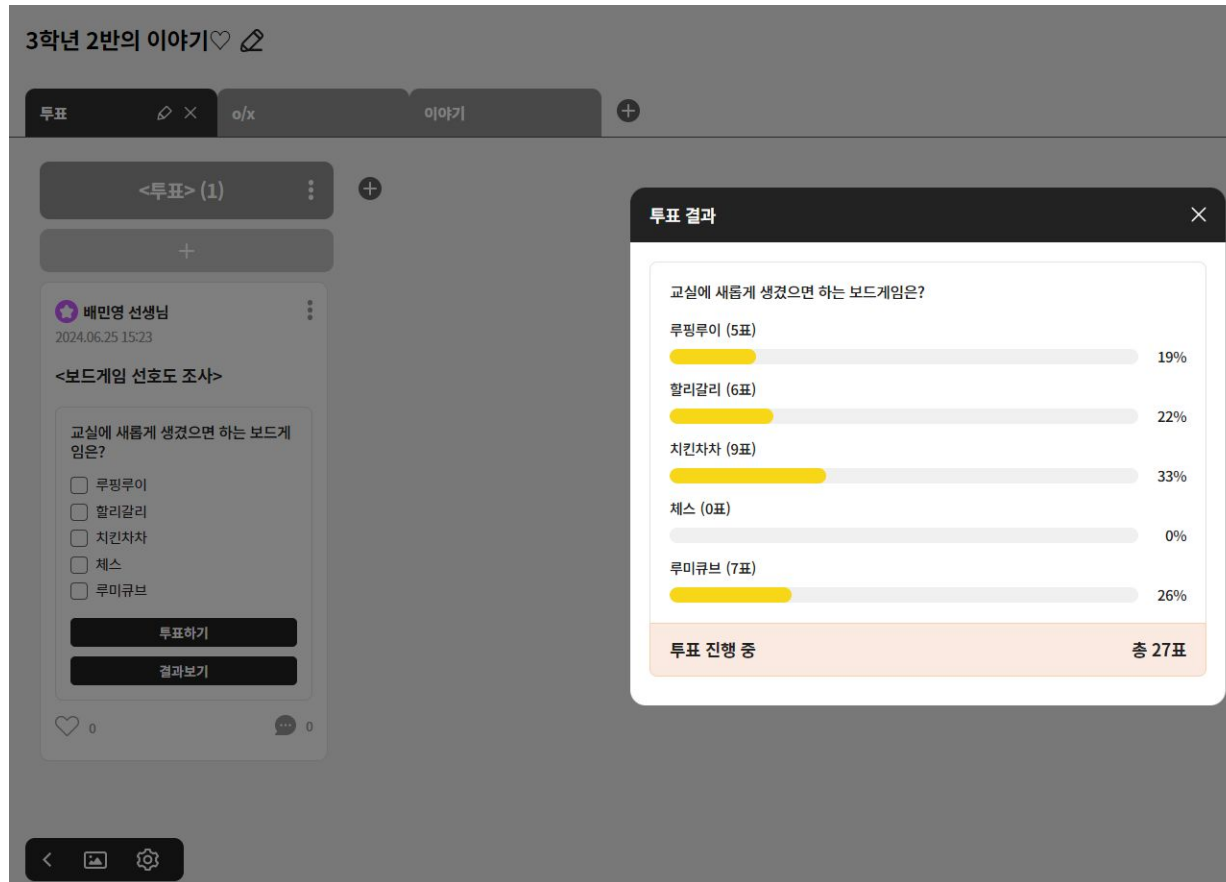 3학년 2반의 이야기♡
투표
o/x
이야기
<투표> (1)
배민영 선생님
2024.06.25 15:23
<보드게임 선호도 조사>
교실에 새롭게 생겼으면 하는 보드게
임은?
루핑루이
할리갈리
치킨차차
체스
루미큐브
투표하기
결과보기
0
0
투표 결과
교실에 새롭게 생겼으면 하는 보드게임은?
루핑루이 (5표)
19%
할리갈리 (6표)
22%
치킨차차 (9표)
33%
체스 (0표)
0%
루미큐브 (7표)
26%
투표 진행 중
총 27표